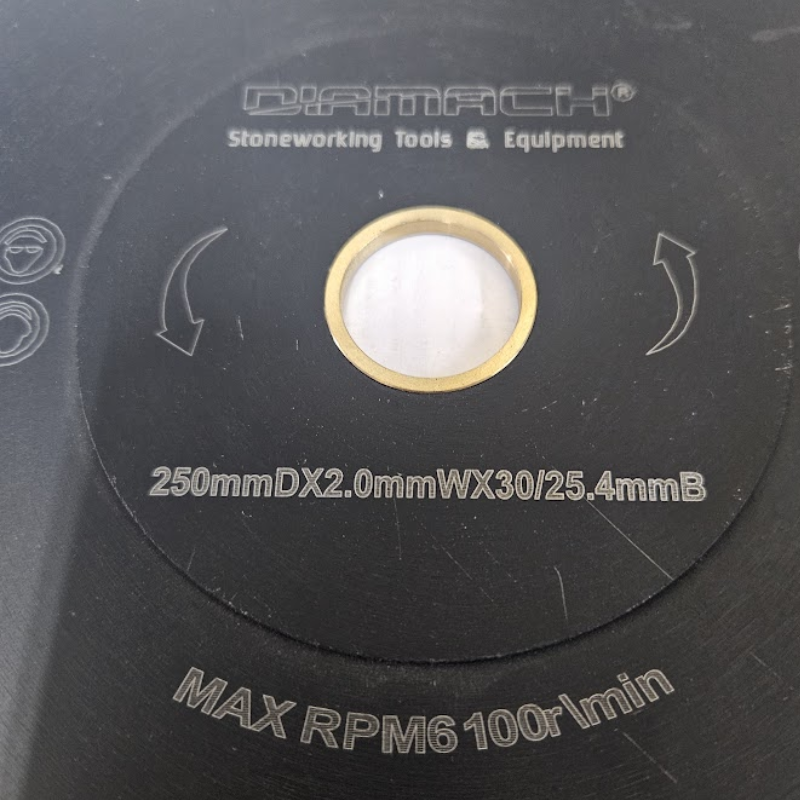 DIAMACH®
Stoneworking Tools & Equipment
250mmDX2.0mmWX30/25.4mmB
MAX RPM6100r\min